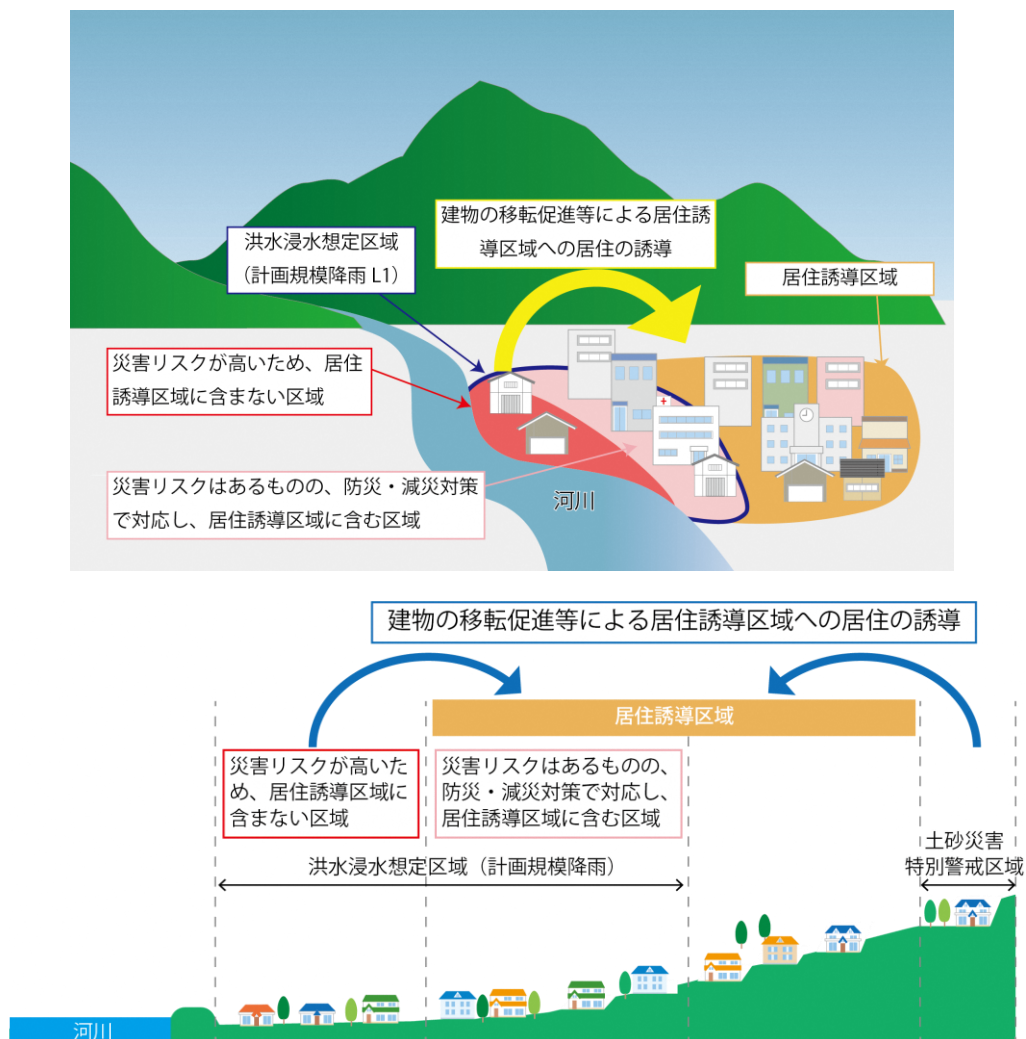 建物の移転促進等による居住誘
導区域への居住の誘導
洪水浸水想定区域
（計画規模降雨 L1）
居住誘導区域
災害リスクが高いため、居住
誘導区域に含まない区域
災害リスクはあるものの、防災・減災対策
で対応し、居住誘導区域に含む区域
河川
建物の移転促進等による居住誘導区域への居住の誘導
居住誘導区域
災害リスクが高いた
め、居住誘導区域に
含まない区域
災害リスクはあるものの、
防災・減災対策で対応し、
居住誘導区域に含む区域
洪水浸水想定区域（計画規模降雨）
土砂災害
特別警戒区域
河川